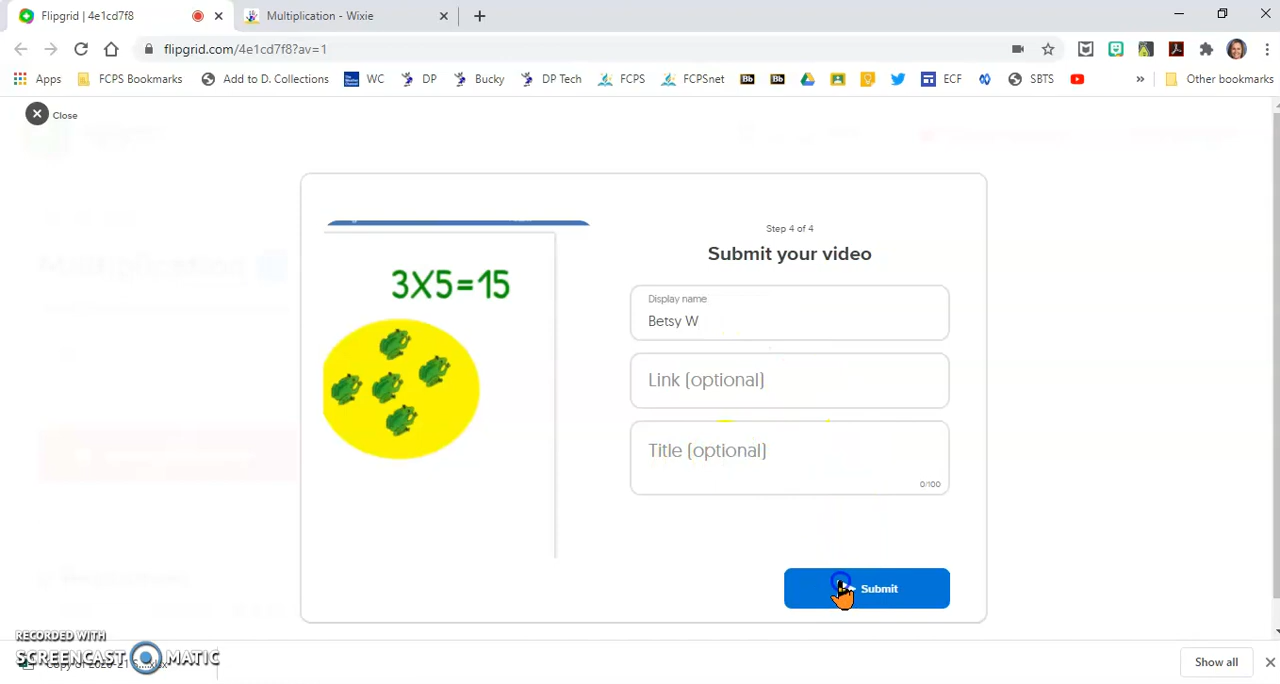 Flipgrid | 4e1cd7f8
Multiplication - Wixie
flipgrid.com/4e1cd7f8?av=1
Apps
FCPS Bookmarks
Add to D. Collections
WC
DP
Bucky
DP Tech
FCPS
FCPSnet
Bb
Bb
ECF
SBTS
»
Other bookmarks
Close
3X5=15
Step 4 of 4
Submit your video
Display name
Betsy W
Link (optional)
Title (optional)
0/100
Submit
RECORDED WITH
SCREENCAST MATIC
Show all